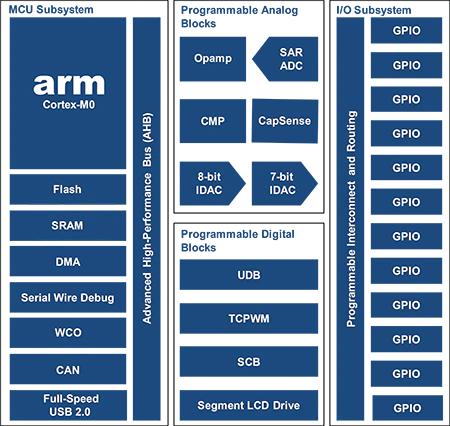 MCU Subsystem
arm
Cortex-M0
Flash
SRAM
DMA
Serial Wire Debug
WCO
CAN
Full-Speed
USB 2.0
Advanced High-Performance Bus (AHB)
Programmable Analog
Blocks
Opamp
SAR
ADC
CMP
CapSense
8-bit
IDAC
7-bit
IDAC
Programmable Digital
Blocks
UDB
TCPWM
SCB
Segment LCD Drive
I/O Subsystem
Programmable Interconnect and Routing
GPIO
GPIO
GPIO
GPIO
GPIO
GPIO
GPIO
GPIO
GPIO
GPIO
GPIO
GPIO